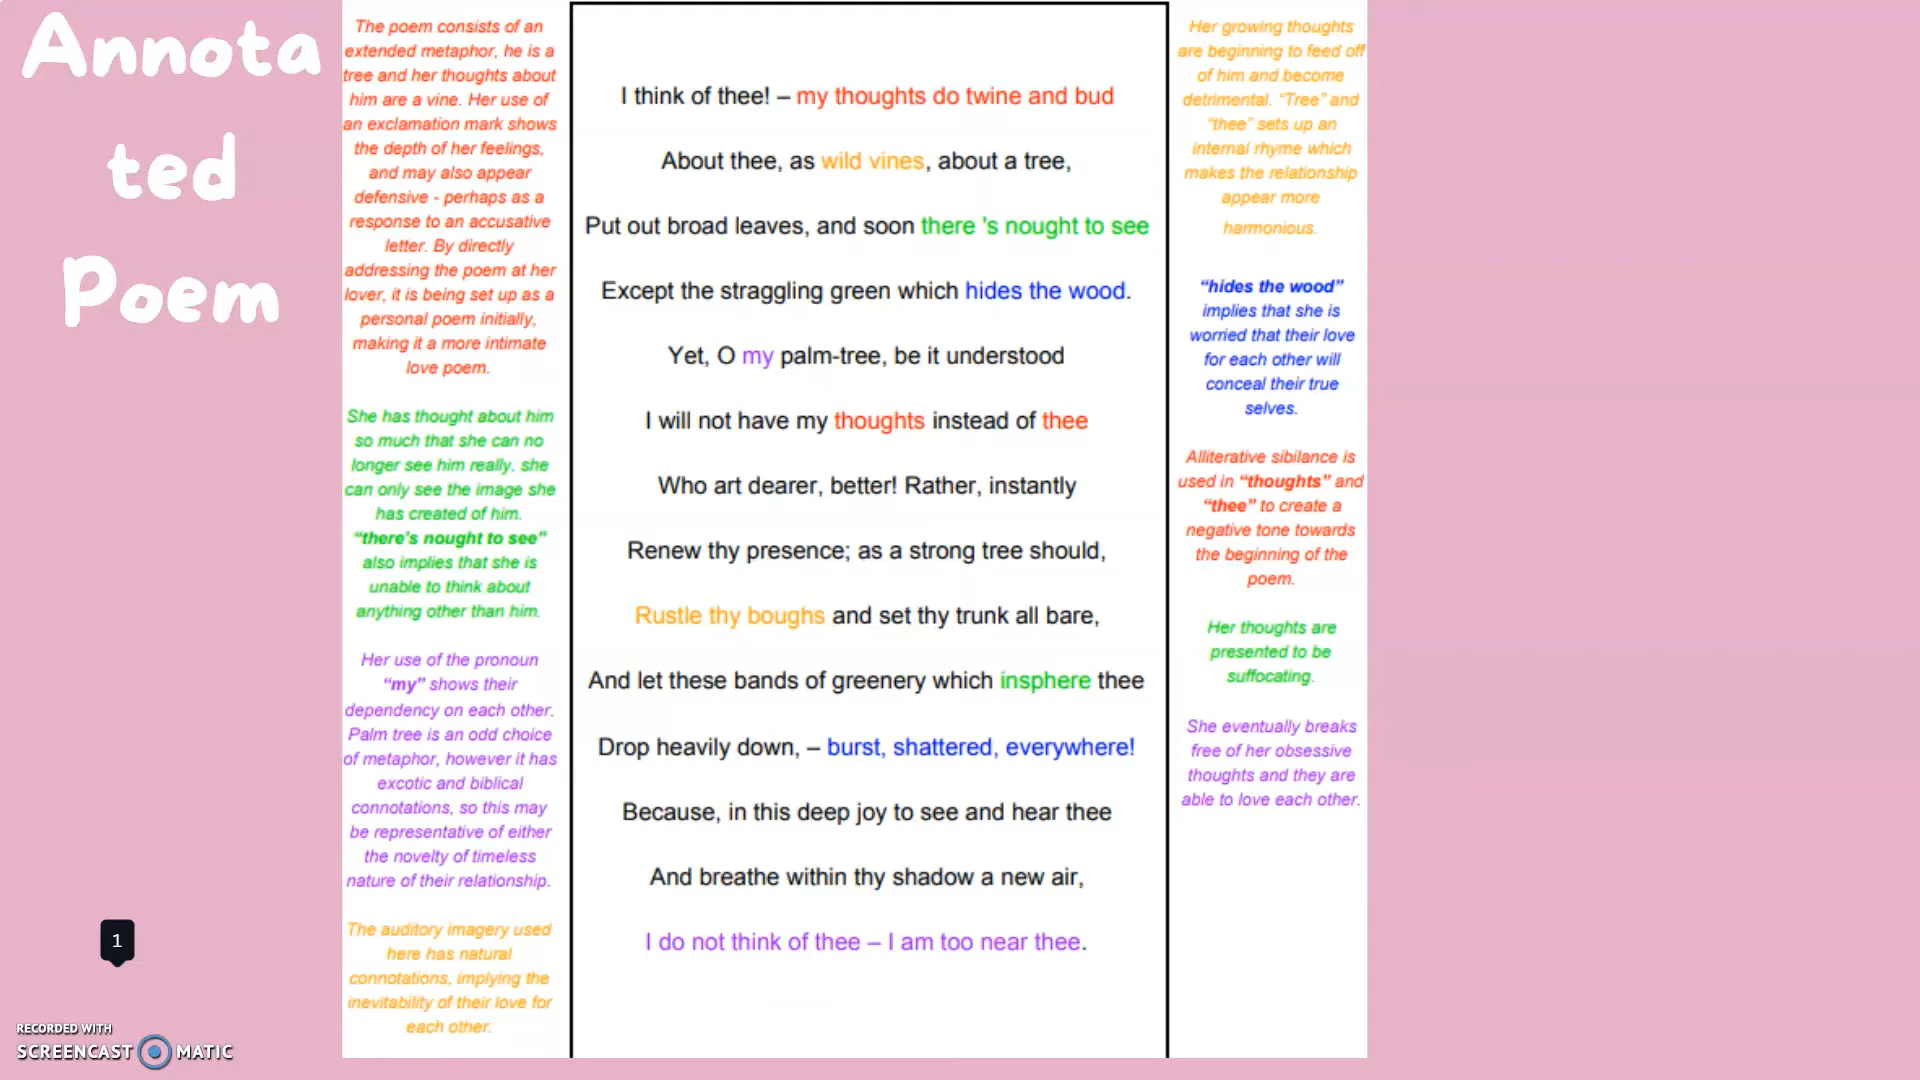 Annota
ted
Poem
The poem consists of an
extended metaphor, he is a
tree and her thoughts about
him are a vine. Her use of
an exclamation mark shows
the depth of her feelings,
and may also appear
defensive - perhaps as a
response to an accusative
letter. By directly
addressing the poem at her
lover, it is being set up as a
personal poem initially,
making it a more intimate
love poem.
She has thought about him
so much that she can no
longer see him really, she
can only see the image she
has created of him.
“there’s nought to see”
also implies that she is
unable to think about
anything other than him.
Her use of the pronoun
“my” shows their
dependency on each other.
Palm tree is an odd choice
of metaphor, however it has
excotic and biblical
connotations, so this may
be representative of either
the novelty of timeless
nature of their relationship.
The auditory imagery used
here has natural
connotations, implying the
inevitability of their love for
each other.
I think of thee! – my thoughts do twine and bud
About thee, as wild vines, about a tree,
Put out broad leaves, and soon there 's nought to see
Except the straggling green which hides the wood.
Yet, O my palm-tree, be it understood
I will not have my thoughts instead of thee
Who art dearer, better! Rather, instantly
Renew thy presence; as a strong tree should,
Rustle thy boughs and set thy trunk all bare,
And let these bands of greenery which insphere thee
Drop heavily down, – burst, shattered, everywhere!
Because, in this deep joy to see and hear thee
And breathe within thy shadow a new air,
I do not think of thee – I am too near thee.
Her growing thoughts
are beginning to feed off
of him and become
detrimental. “Tree” and
“thee” sets up an
internal rhyme which
makes the relationship
appear more
harmonious.
“hides the wood”
implies that she is
worried that their love
for each other will
conceal their true
selves.
Alliterative sibilance is
used in “thoughts” and
“thee” to create a
negative tone towards
the beginning of the
poem.
Her thoughts are
presented to be
suffocating.
She eventually breaks
free of her obsessive
thoughts and they are
able to love each other.
1
RECORDED WITH
SCREENCAST MATIC